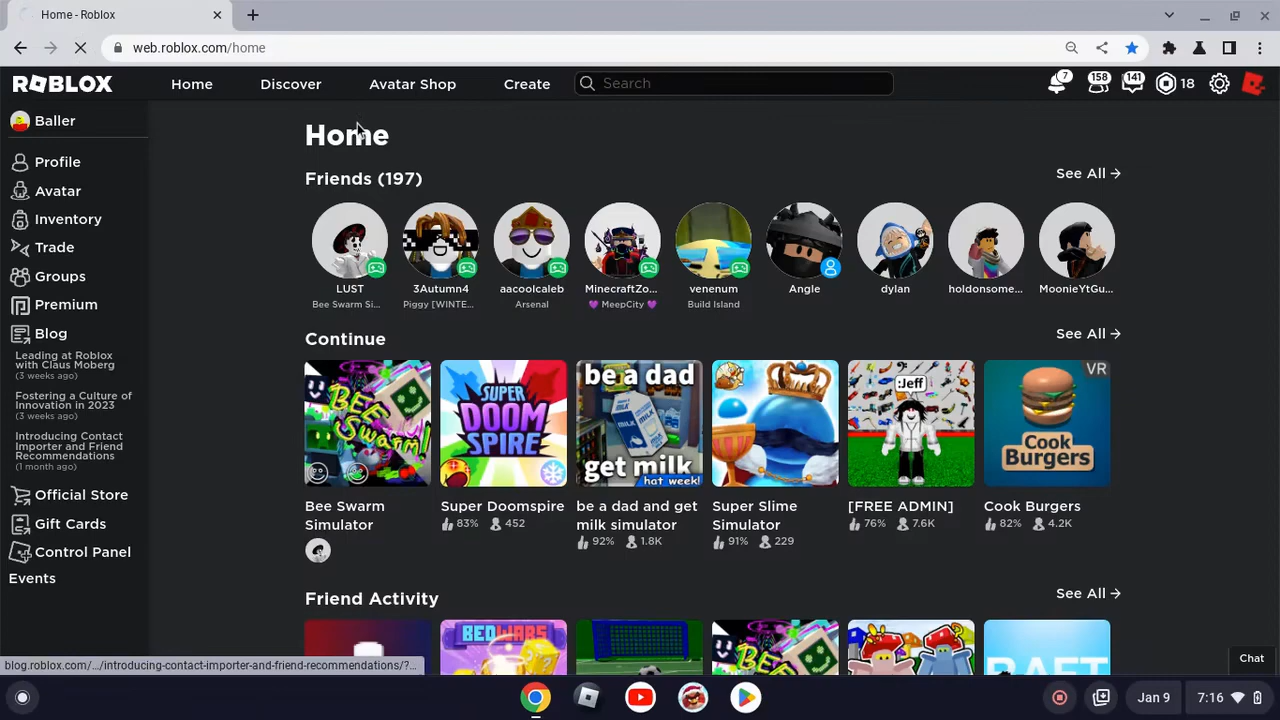 Home - Roblox
web.roblox.com/home
ROBLOX
Home
Discover
Avatar Shop
Create
Search
7
158
141
18
Baller
Profile
Avatar
Inventory
Trade
Groups
Premium
Blog
Leading at Roblox
with Claus Moberg
(3 weeks ago)
Fostering a Culture of
Innovation in 2023
(3 weeks ago)
Introducing Contact
Importer and Friend
Recommendations
(1 month ago)
Official Store
Gift Cards
Control Panel
Events
Home
Friends (197)
See All →
LUST
Bee Swarm Si...
3Autumn4
Piggy [WINTE...
aacoolcaleb
Arsenal
MinecraftZo...
💜 MeepCity 💜
venenum
Build Island
Angle
dylan
holdonsome...
MoonieYtGu...
Continue
See All →
BEE SWARM!
SUPER
DOOM
SPIRE
be a dad
MILK
get milk
hat week!
:Jeff
VR
Cook
Burgers
Bee Swarm
Simulator
Super Doomspire
83% 452
be a dad and get
milk simulator
92% 1.8K
Super Slime
Simulator
91% 229
[FREE ADMIN]
76% 7.6K
Cook Burgers
82% 4.2K
Friend Activity
See All →
BEDWARS
BEE SWARM!
RAFT
Chat
blog.roblox.com/.../introducing-contact-importer-and-friend-recommendations:?...
Jan 9
7:16